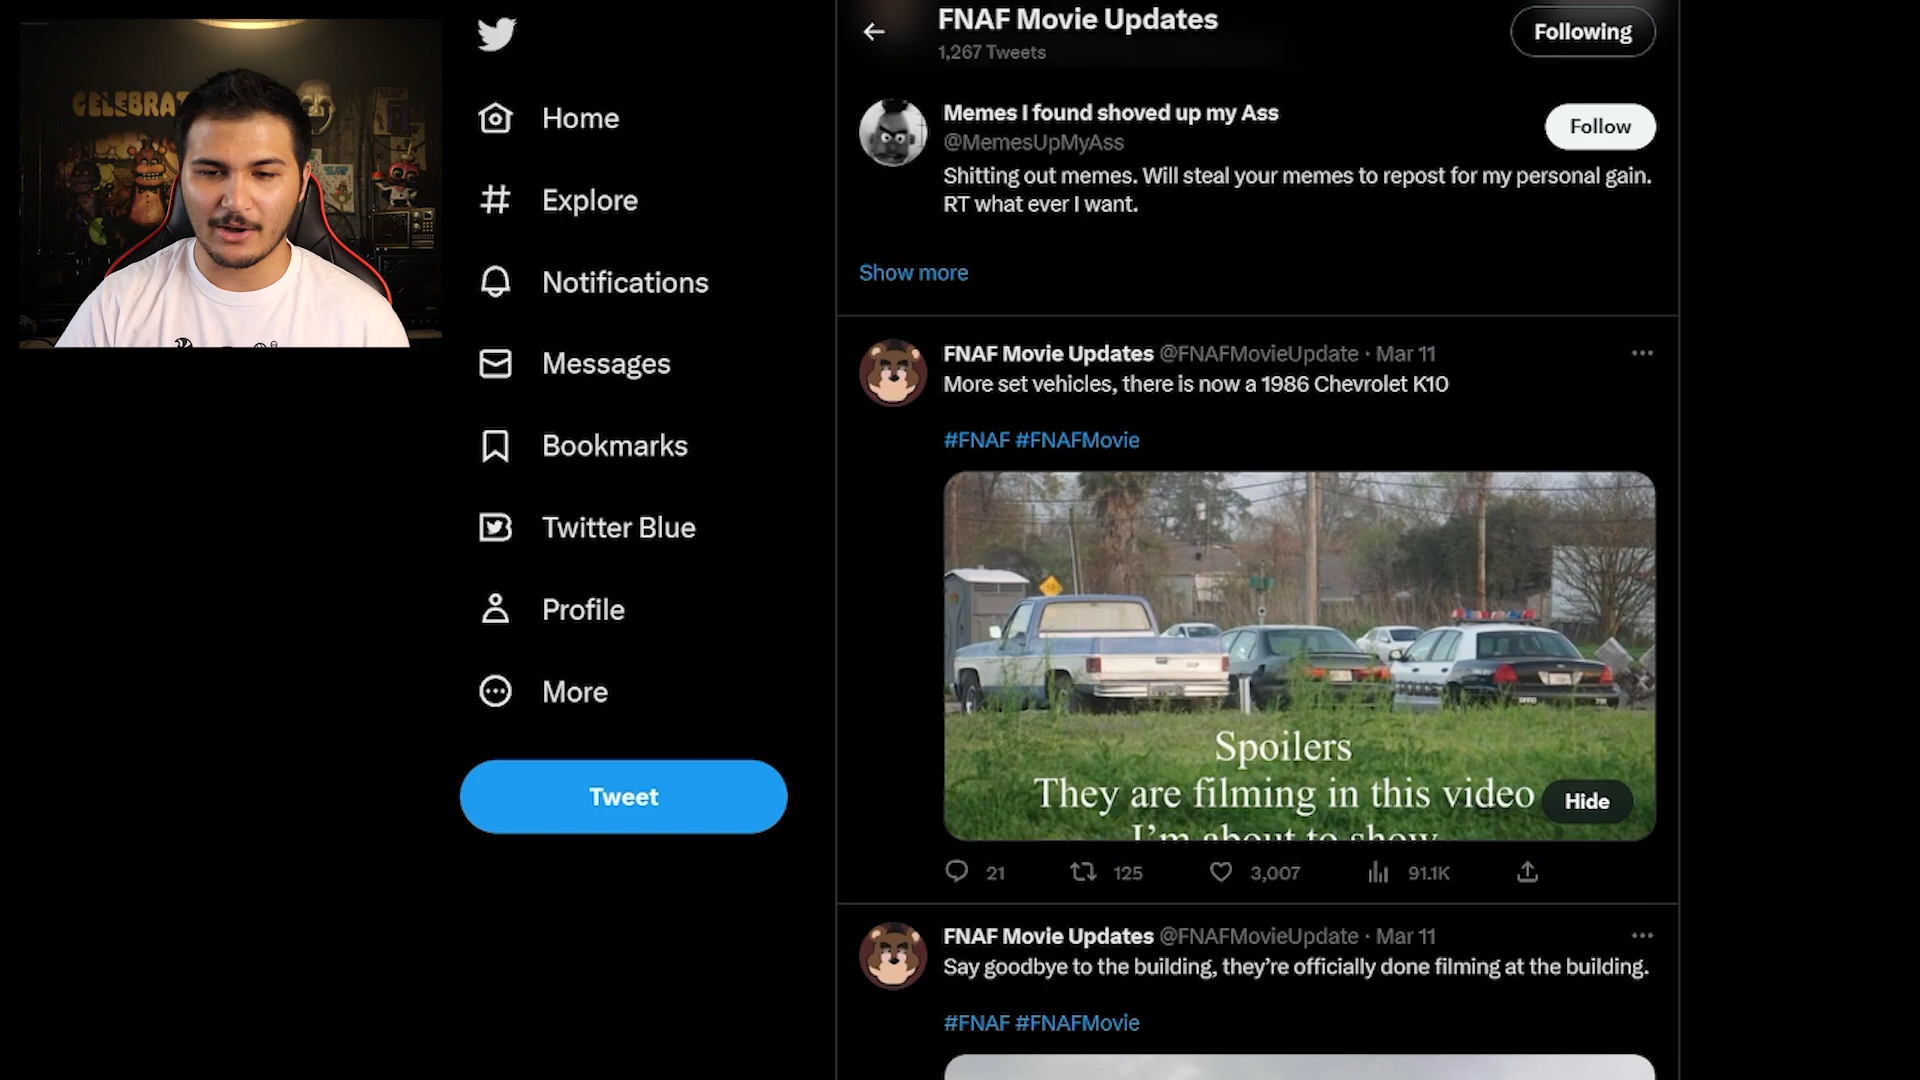 CELEBRAT
Home
Explore
Notifications
Messages
Bookmarks
Twitter Blue
Profile
More
Tweet
FNAF Movie Updates
1,267 Tweets
Following
Memes I found shoved up my Ass
@MemesUpMyAss
Follow
Shitting out memes. Will steal your memes to repost for my personal gain.
RT what ever I want.
Show more
FNAF Movie Updates @FNAFMovieUpdate · Mar 11
More set vehicles, there is now a 1986 Chevrolet K10
#FNAF #FNAFMovie
POLICE
Spoilers
They are filming in this video
I'm about to show
Hide
21
125
3,007
91.1K
FNAF Movie Updates @FNAFMovieUpdate · Mar 11
Say goodbye to the building, they're officially done filming at the building.
#FNAF #FNAFMovie